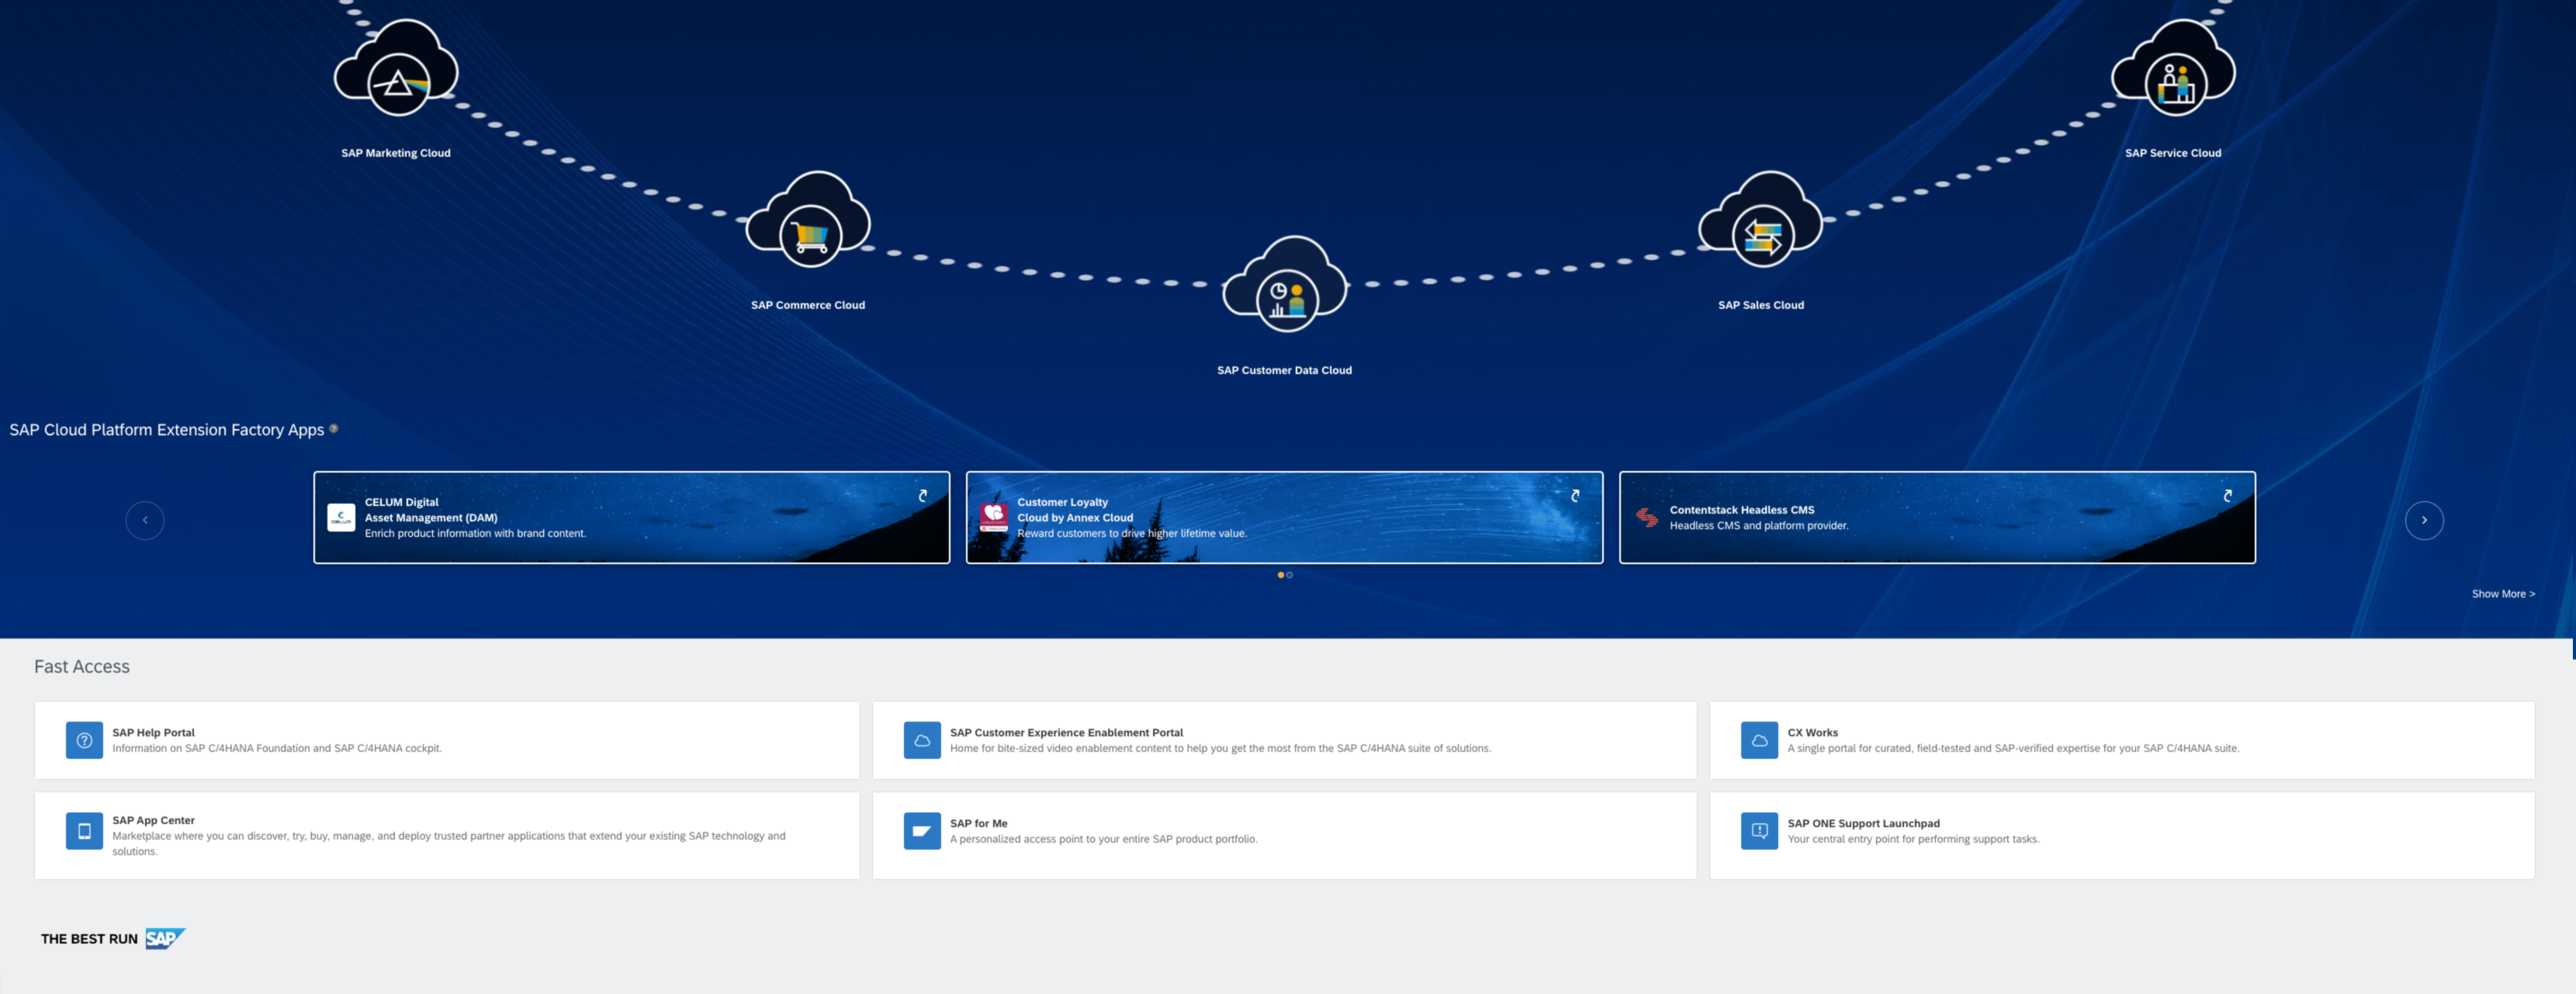 SAP Marketing Cloud
SAP Service Cloud
SAP Commerce Cloud
SAP Sales Cloud
SAP Customer Data Cloud
SAP Cloud Platform Extension Factory Apps ?
CELUM
CELUM Digital
Asset Management (DAM)
Enrich product information with brand content.
Customer Loyalty
Cloud by Annex Cloud
Reward customers to drive higher lifetime value.
Contentstack Headless CMS
Headless CMS and platform provider.
Show More >
Fast Access
SAP Help Portal
Information on SAP C/4HANA Foundation and SAP C/4HANA cockpit.
SAP Customer Experience Enablement Portal
Home for bite-sized video enablement content to help you get the most from the SAP C/4HANA suite of solutions.
CX Works
A single portal for curated, field-tested and SAP-verified expertise for your SAP C/4HANA suite.
SAP App Center
Marketplace where you can discover, try, buy, manage, and deploy trusted partner applications that extend your existing SAP technology and
solutions.
SAP for Me
A personalized access point to your entire SAP product portfolio.
SAP ONE Support Launchpad
Your central entry point for performing support tasks.
THE BEST RUN SAP